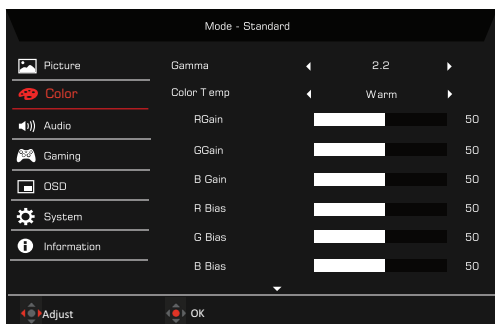 Mode - Standard
Picture
Gamma 2.2
Color
Color Temp Warm
RGain 50
Audio
GGain 50
Gaming
B Gain 50
OSD
R Bias 50
System
G Bias 50
Information
B Bias 50
Adjust OK